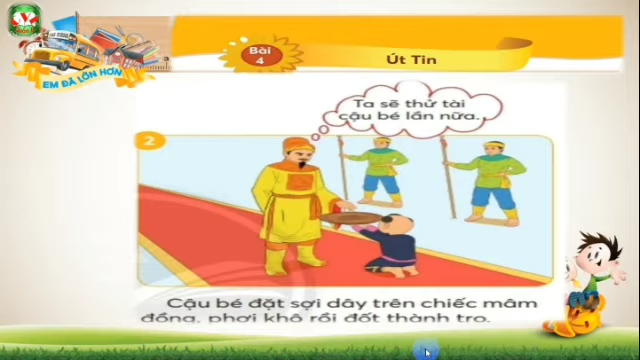 EM ĐÃ LỚN HƠN
Bài
4
Út Tin
Ta sẽ thử tài
cậu bé lần nữa.
2
Cậu bé đặt sợi dây trên chiếc mâm
đồng, phơi khô rồi đốt thành tro.